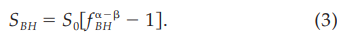 S_{BH} = S_0[f_{BH}^{α−β} − 1]. (3)